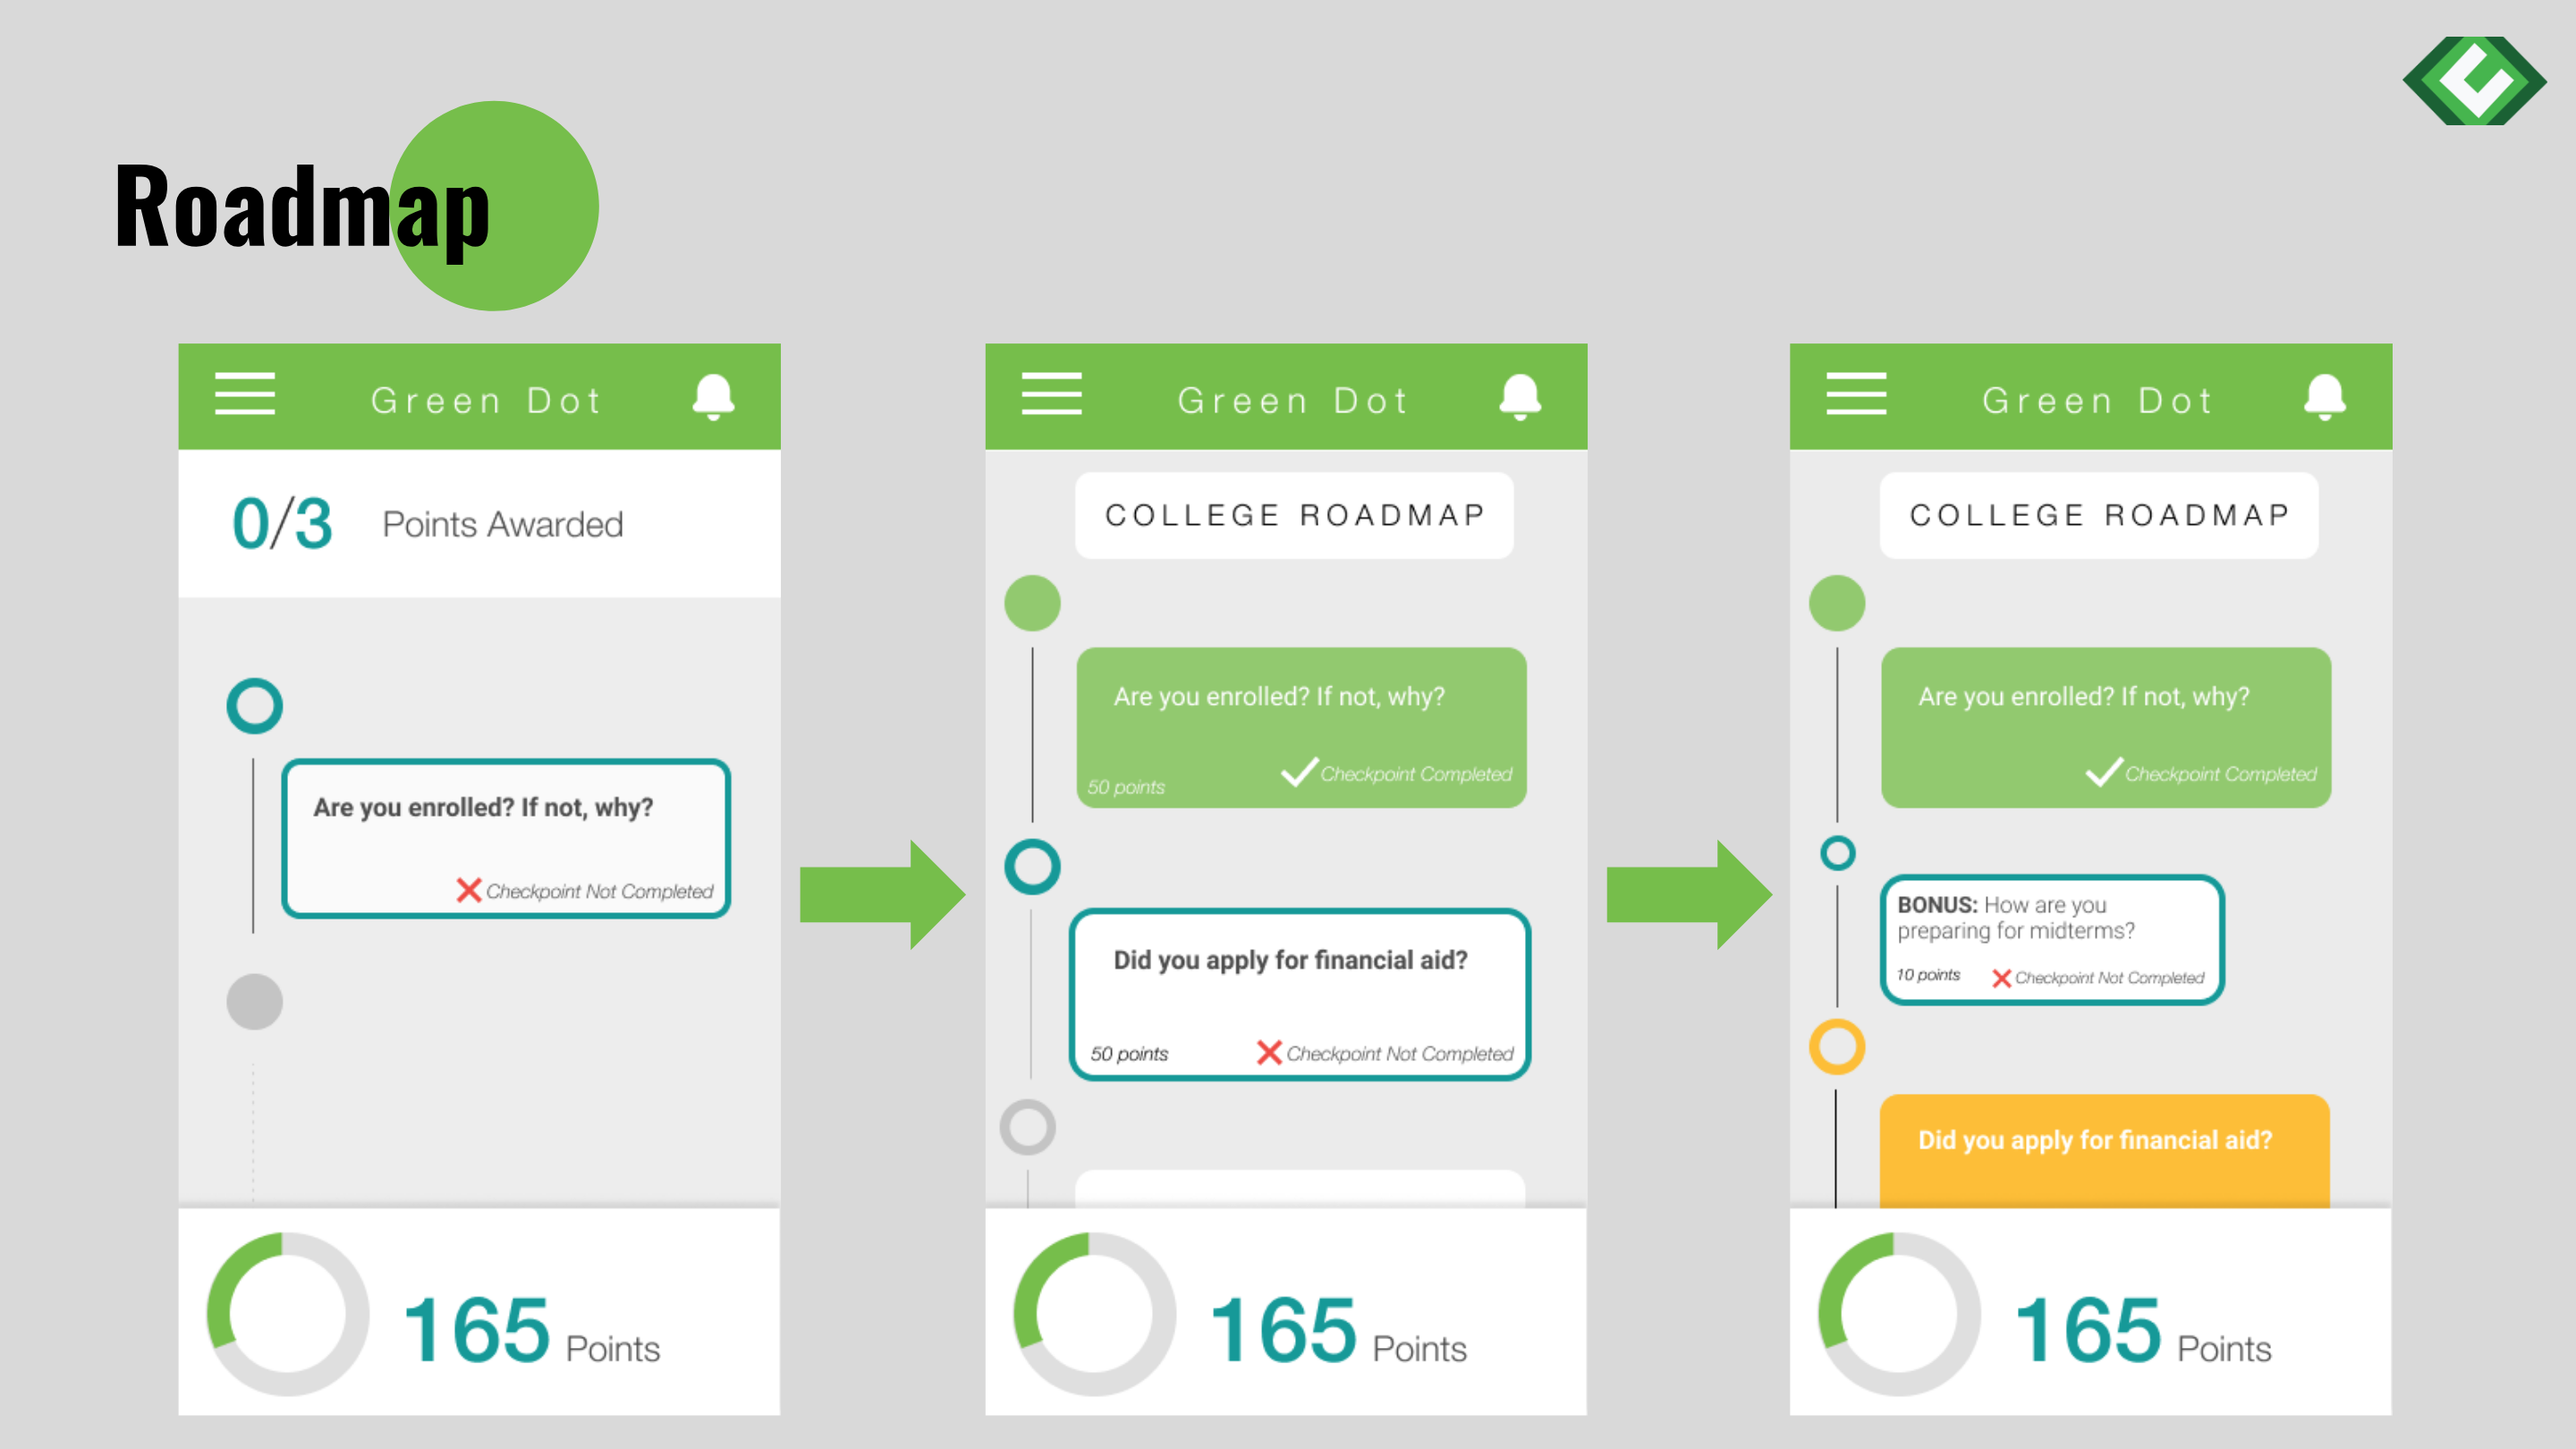 Roadmap
Green Dot
0/3 Points Awarded
Are you enrolled? If not, why?
Checkpoint Not Completed
165 Points
Green Dot
COLLEGE ROADMAP
Are you enrolled? If not, why?
50 points Checkpoint Completed
Did you apply for financial aid?
50 points Checkpoint Not Completed
165 Points
Green Dot
COLLEGE ROADMAP
Are you enrolled? If not, why?
Checkpoint Completed
BONUS: How are you
preparing for midterms?
10 points Checkpoint Not Completed
Did you apply for financial aid?
165 Points